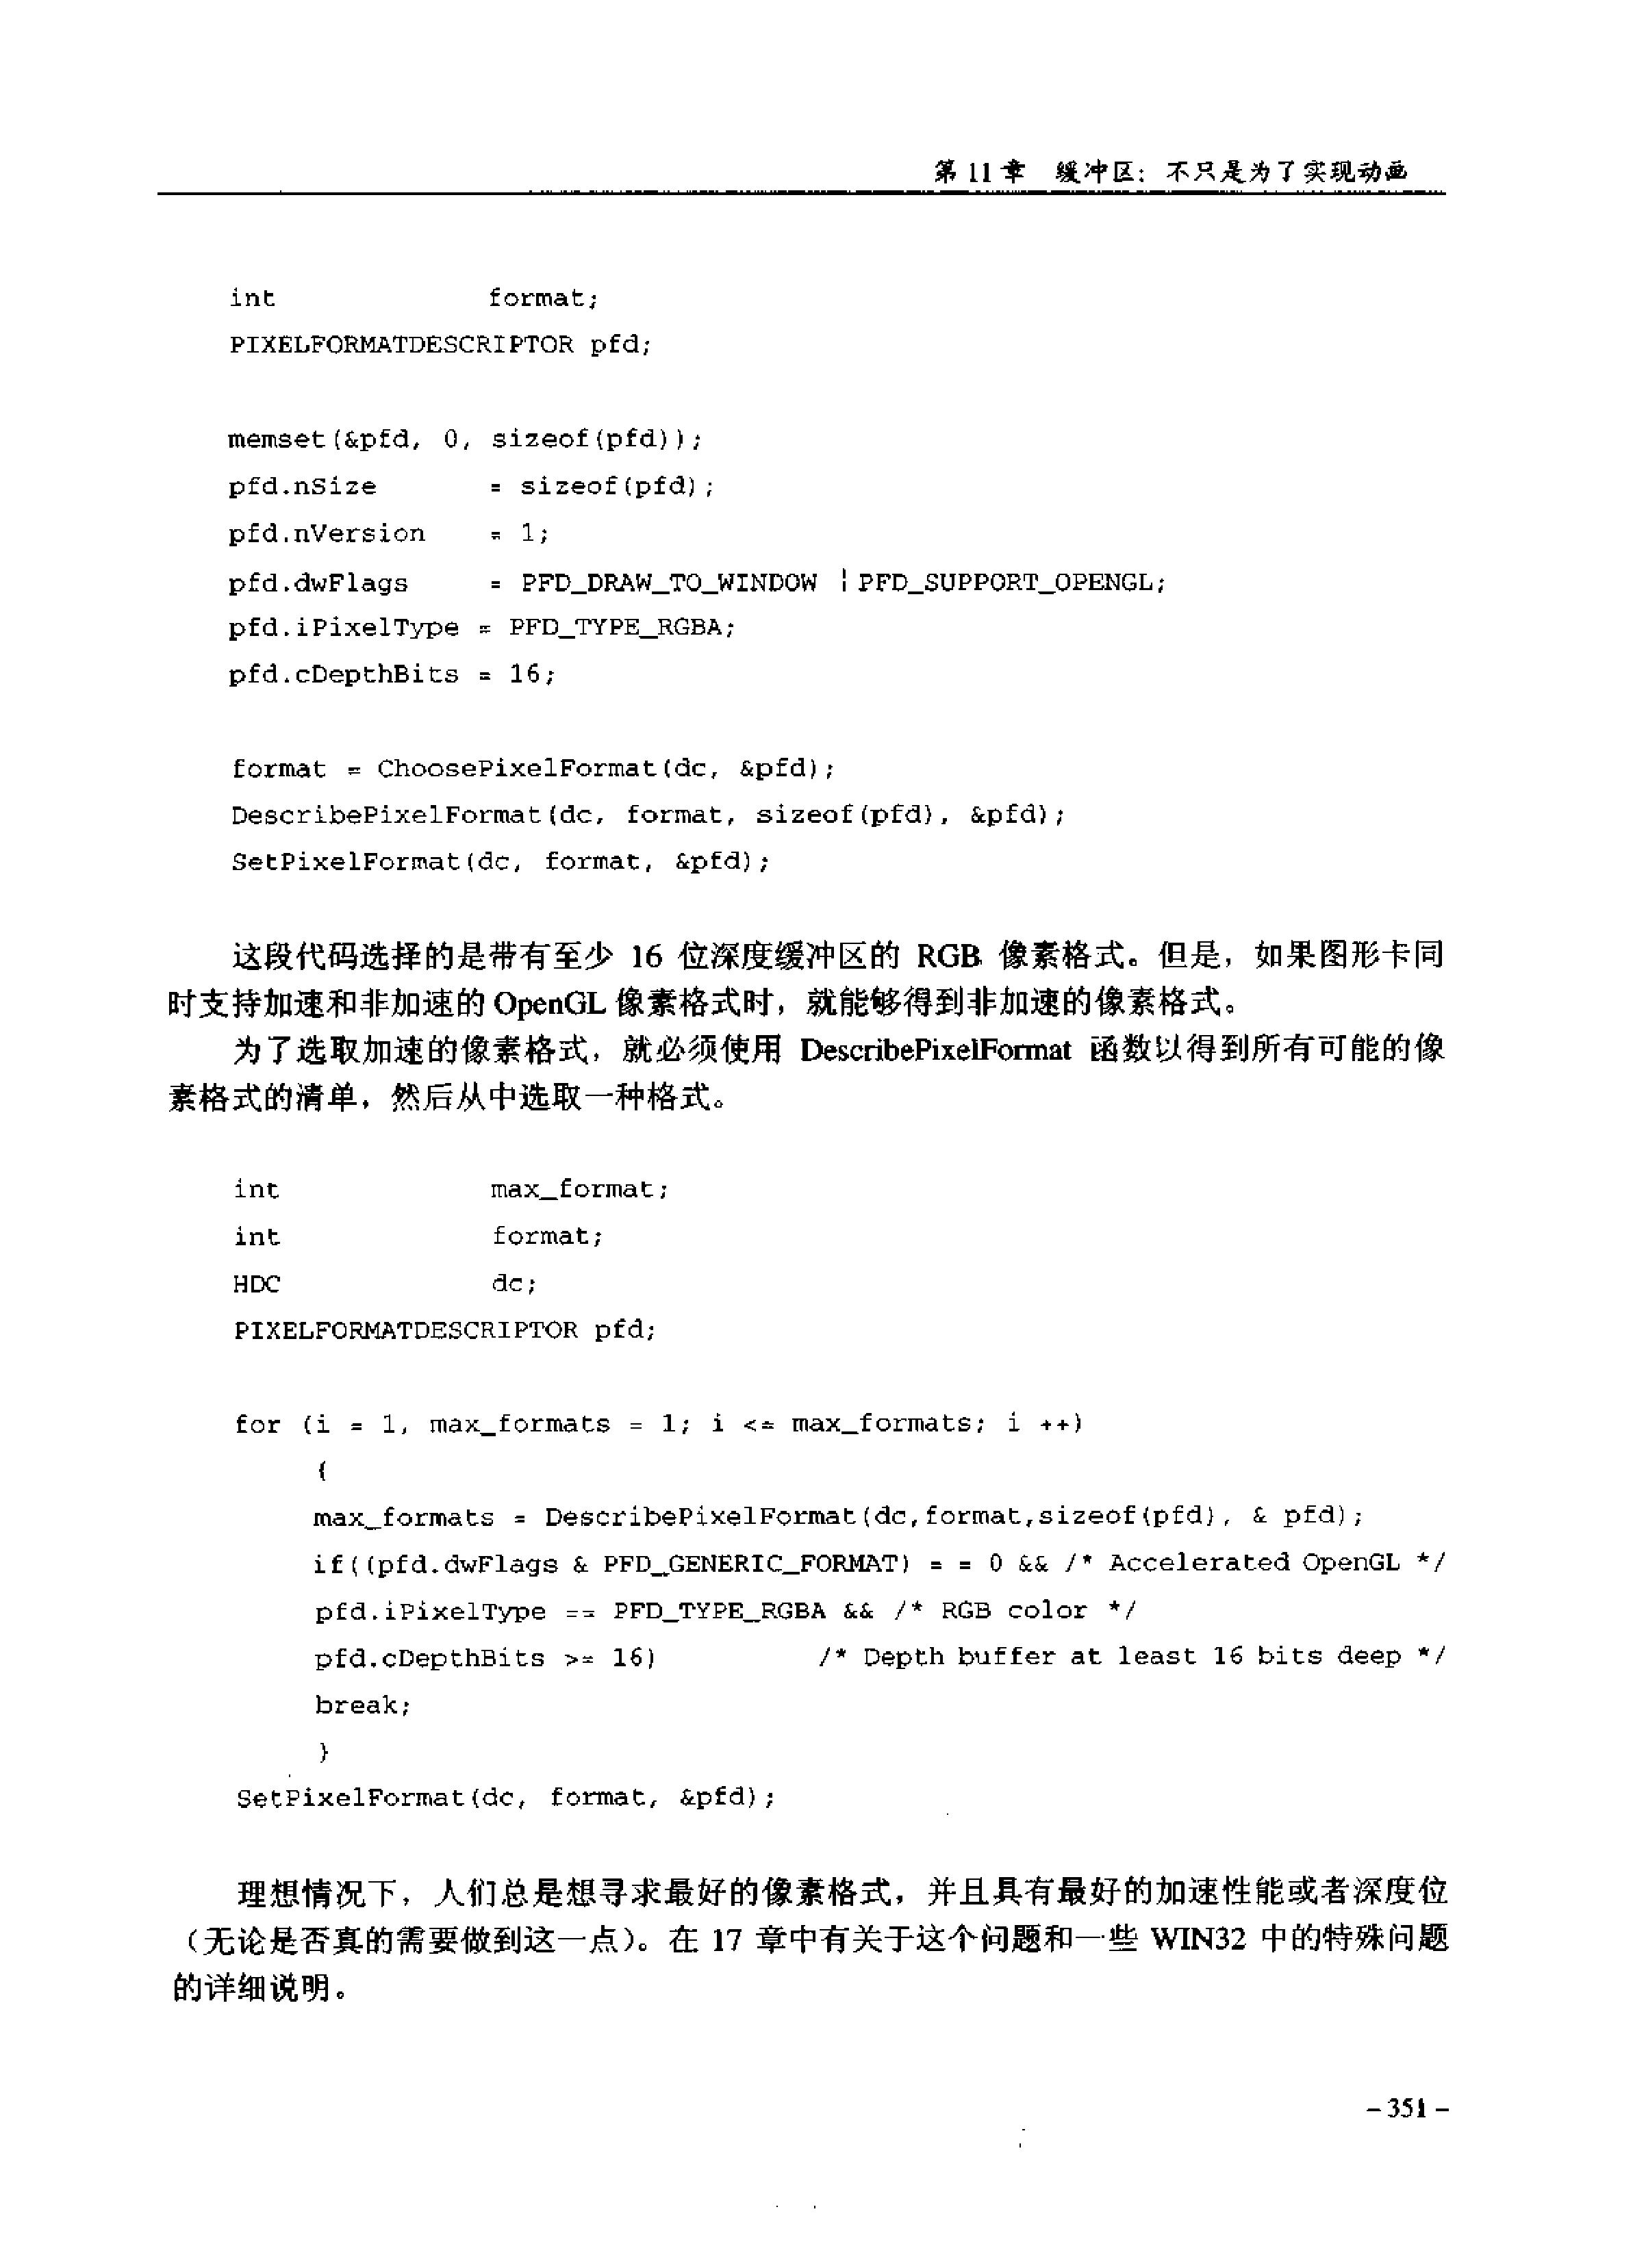 第 11 章 缓冲区：不只是为了实现动画
int format;
PIXELFORMATDESCRIPTOR pfd;
memset(&pfd, 0, sizeof(pfd));
pfd.nSize = sizeof(pfd);
pfd.nVersion = 1;
pfd.dwFlags = PFD_DRAW_TO_WINDOW | PFD_SUPPORT_OPENGL;
pfd.iPixelType = PFD_TYPE_RGBA;
pfd.cDepthBits = 16;
format = ChoosePixelFormat(dc, &pfd);
DescribePixelFormat(dc, format, sizeof(pfd), &pfd);
SetPixelFormat(dc, format, &pfd);
这段代码选择的是带有至少 16 位深度缓冲区的 RGB 像素格式。但是，如果图形卡同
时支持加速和非加速的 OpenGL 像素格式时，就能够得到非加速的像素格式。
为了选取加速的像素格式，就必须使用 DescribePixelFormat 函数以得到所有可能的像
素格式的清单，然后从中选取一种格式。
int max_format;
int format;
HDC dc;
PIXELFORMATDESCRIPTOR pfd;
for (i = 1, max_formats = 1; i <= max_formats; i ++)
{
max_formats = DescribePixelFormat(dc,format,sizeof(pfd), & pfd);
if((pfd.dwFlags & PFD_GENERIC_FORMAT) = = 0 && /* Accelerated OpenGL */
pfd.iPixelType == PFD_TYPE_RGBA && /* RGB color */
pfd.cDepthBits >= 16) /* Depth buffer at least 16 bits deep */
break;
}
SetPixelFormat(dc, format, &pfd);
理想情况下，人们总是想寻求最好的像素格式，并且具有最好的加速性能或者深度位
（无论是否真的需要做到这一点）。在 17 章中有关于这个问题和一些 WIN32 中的特殊问题
的详细说明。
- 351 -